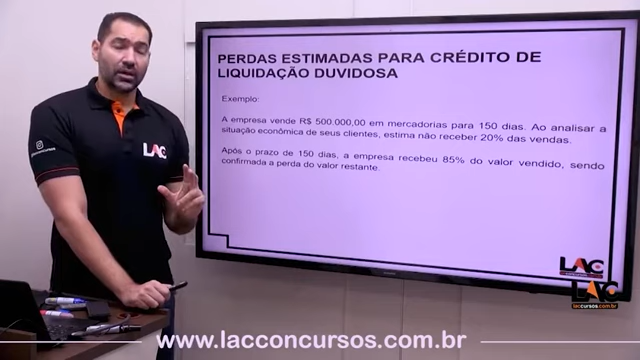 PERDAS ESTIMADAS PARA CRÉDITO DE
LIQUIDAÇÃO DUVIDOSA
Exemplo:
A empresa vende R$ 500.000,00 em mercadorias para 150 dias. Ao analisar a
situação econômica de seus clientes, estima não receber 20% das vendas.
Após o prazo de 150 dias, a empresa recebeu 85% do valor vendido, sendo
confirmada a perda do valor restante.
LAC
LAC
LAC
laccursos.com.br
www.lacconcursos.com.br